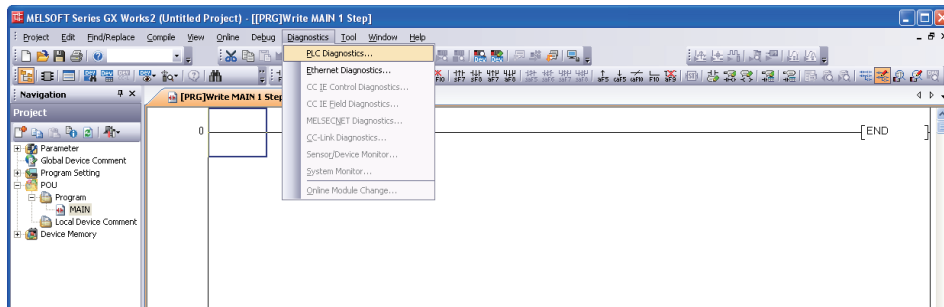 MELSOFT Series GX Works2 (Untitled Project) - [[PRG]Write MAIN 1 Step]
Project Edit Find/Replace Compile View Online Debug Diagnostics Tool Window Help
PLC Diagnostics...
Ethernet Diagnostics...
CC IE Control Diagnostics...
CC IE Field Diagnostics...
MELSECNET Diagnostics...
CC-Link Diagnostics...
Sensor/Device Monitor...
System Monitor...
Online Module Change...
Navigation
[PRG]Write MAIN 1 Step
Project
Parameter
Global Device Comment
Program Setting
POU
Program
MAIN
Local Device Comment
Device Memory
0
END